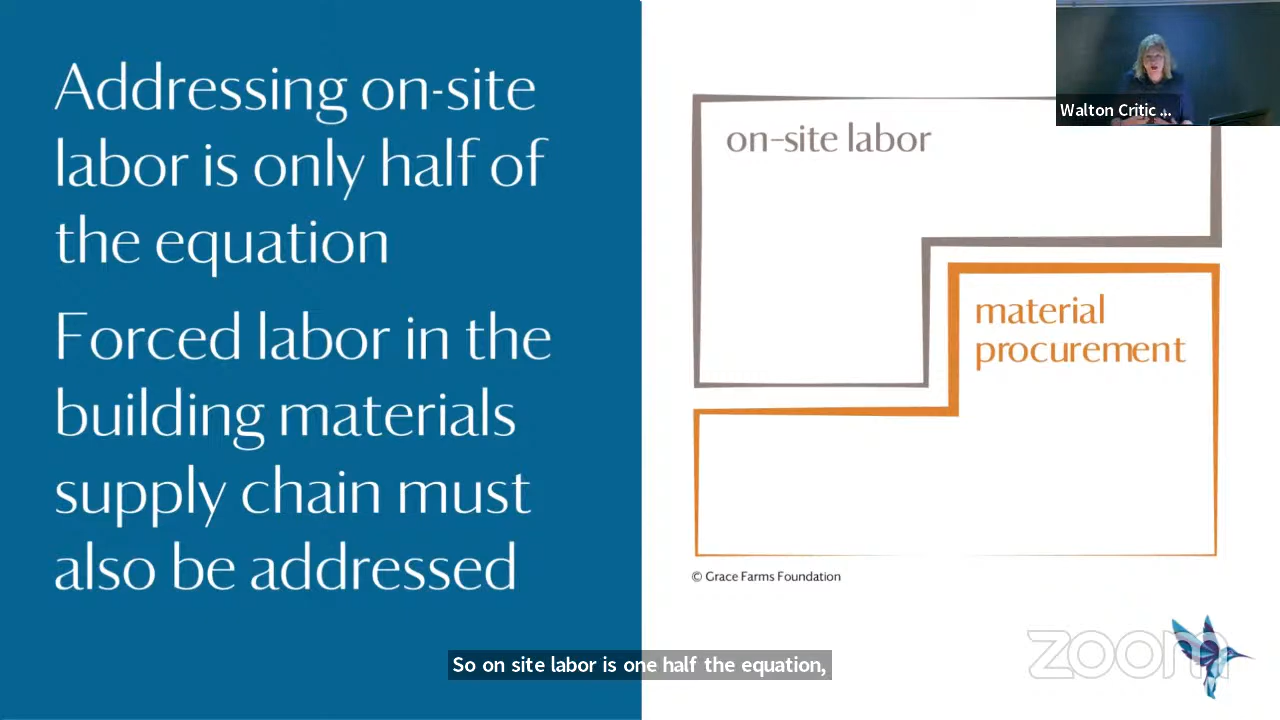 Addressing on-site
labor is only half of
the equation
Forced labor in the
building materials
supply chain must
also be addressed
Walton Critic ...
on-site labor
material
procurement
© Grace Farms Foundation
zoom
So on site labor is one half the equation,